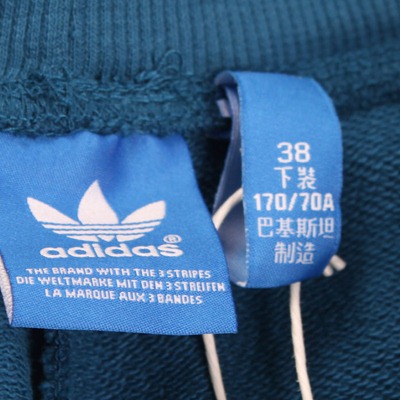 adidas®
THE BRAND WITH THE 3 STRIPES
DIE WELTMARKE MIT DEN 3 STREIFEN
LA MARQUE AUX 3 BANDES
38
下装
170/70A
巴基斯坦
制造